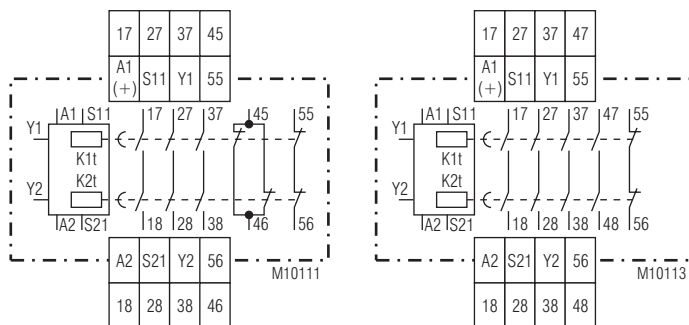 17 27 37 45
A1 (+) S11 Y1 55
A1 S11 17 27 37 45 55
Y1
K1t
Y2
K2t
A2 S21 18 28 38 46 56
M10111
A2 S21 Y2 56
18 28 38 46
17 27 37 47
A1 (+) S11 Y1 55
A1 S11 17 27 37 47 55
Y1
K1t
Y2
K2t
A2 S21 18 28 38 48 56
M10113
A2 S21 Y2 56
18 28 38 48